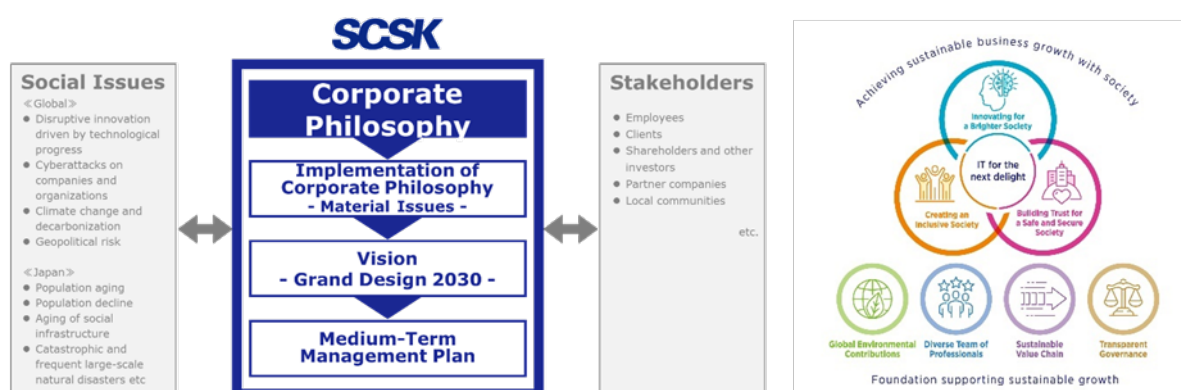 SCSK
Social Issues
≪Global≫
● Disruptive innovation
driven by technological
progress
● Cyberattacks on
companies and
organizations
● Climate change and
decarbonization
● Geopolitical risk
≪Japan≫
● Population aging
● Population decline
● Aging of social
infrastructure
● Catastrophic and
frequent large-scale
natural disasters etc
Corporate
Philosophy
Implementation of
Corporate Philosophy
- Material Issues -
Vision
- Grand Design 2030 -
Medium-Term
Management Plan
Stakeholders
● Employees
● Clients
● Shareholders and other
investors
● Partner companies
● Local communities
etc.
Achieving sustainable business growth with society
Innovating for
a Brighter Society
IT for the
next delight
Creating an
Inclusive Society
Building Trust for
a Safe and Secure
Society
Global Environmental
Contributions
Diverse Team of
Professionals
Sustainable
Value Chain
Transparent
Governance
Foundation supporting sustainable growth